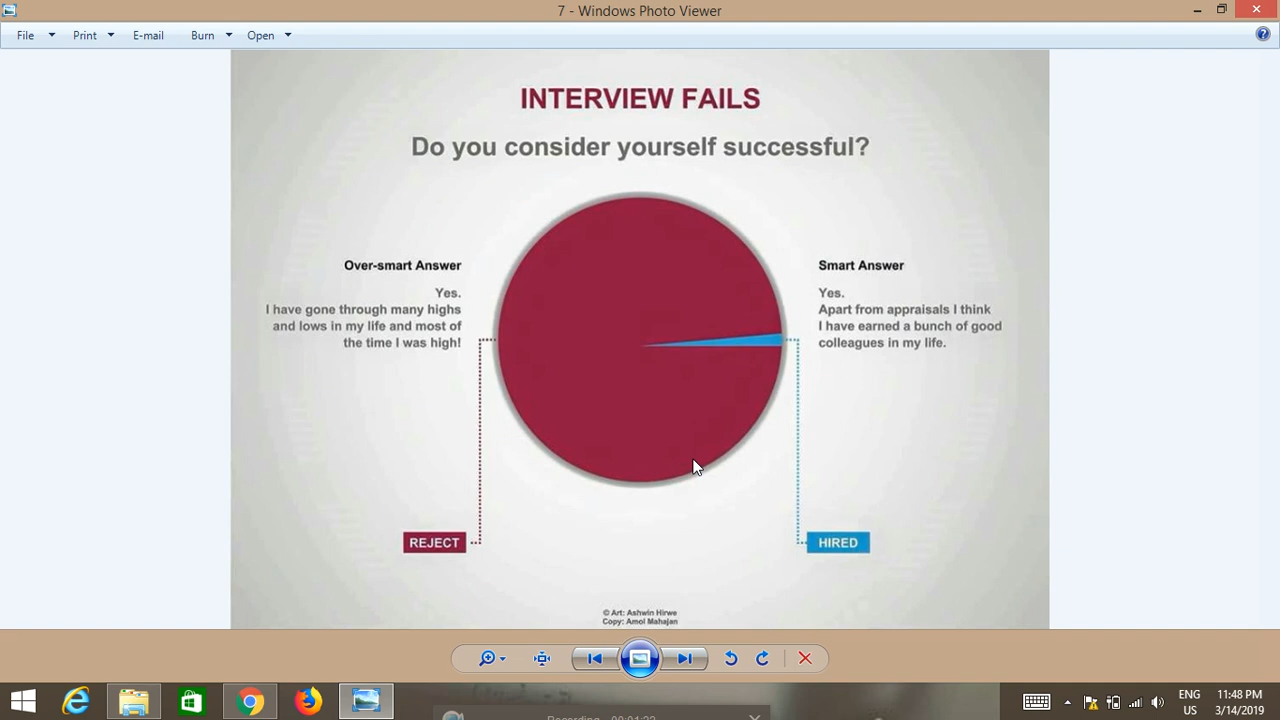 7 - Windows Photo Viewer
File
Print
E-mail
Burn
Open
INTERVIEW FAILS
Do you consider yourself successful?
Over-smart Answer
Yes.
I have gone through many highs
and lows in my life and most of
the time I was high!
Smart Answer
Yes.
Apart from appraisals I think
I have earned a bunch of good
colleagues in my life.
REJECT
HIRED
© Art: Ashwin Hirwe
Copy: Amol Mahajan
ENG
US
11:48 PM
3/14/2019